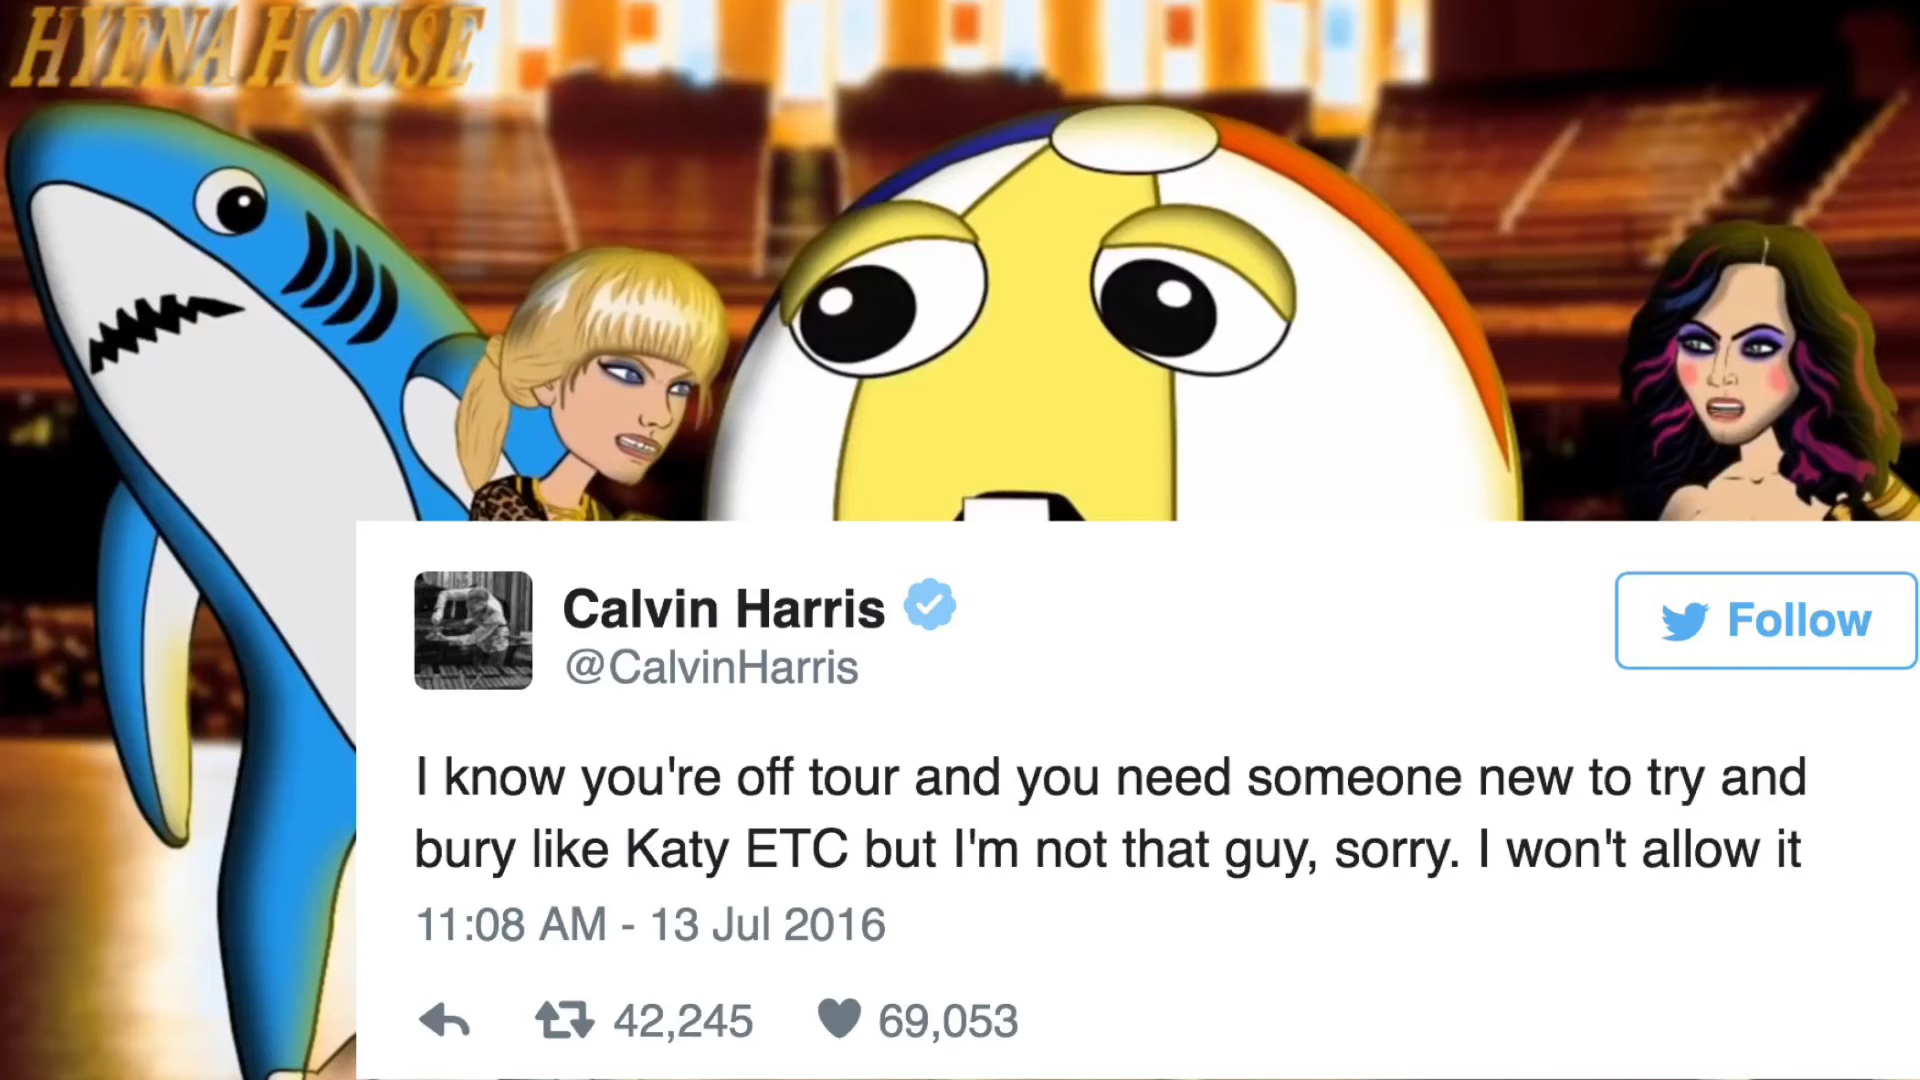 HYENA HOUSE
Calvin Harris
@CalvinHarris
Follow
I know you're off tour and you need someone new to try and
bury like Katy ETC but I'm not that guy, sorry. I won't allow it
11:08 AM - 13 Jul 2016
42,245 69,053